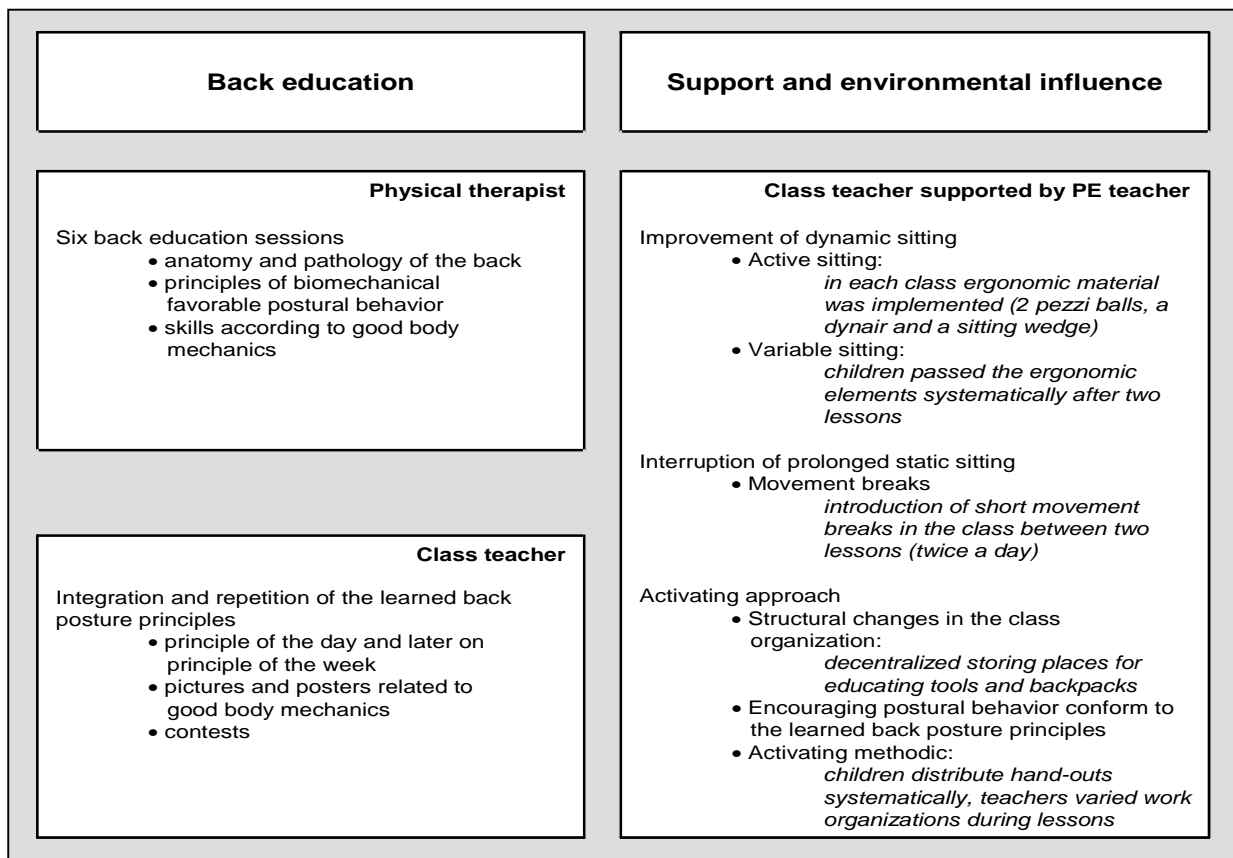 Back education
Physical therapist
Six back education sessions
• anatomy and pathology of the back
• principles of biomechanical
favorable postural behavior
• skills according to good body
mechanics
Class teacher
Integration and repetition of the learned back
posture principles
• principle of the day and later on
principle of the week
• pictures and posters related to
good body mechanics
• contests
Support and environmental influence
Class teacher supported by PE teacher
Improvement of dynamic sitting
• Active sitting:
in each class ergonomic material
was implemented (2 pezzi balls, a
dynair and a sitting wedge)
• Variable sitting:
children passed the ergonomic
elements systematically after two
lessons
Interruption of prolonged static sitting
• Movement breaks
introduction of short movement
breaks in the class between two
lessons (twice a day)
Activating approach
• Structural changes in the class
organization:
decentralized storing places for
educating tools and backpacks
• Encouraging postural behavior conform to
the learned back posture principles
• Activating methodic:
children distribute hand-outs
systematically, teachers varied work
organizations during lessons